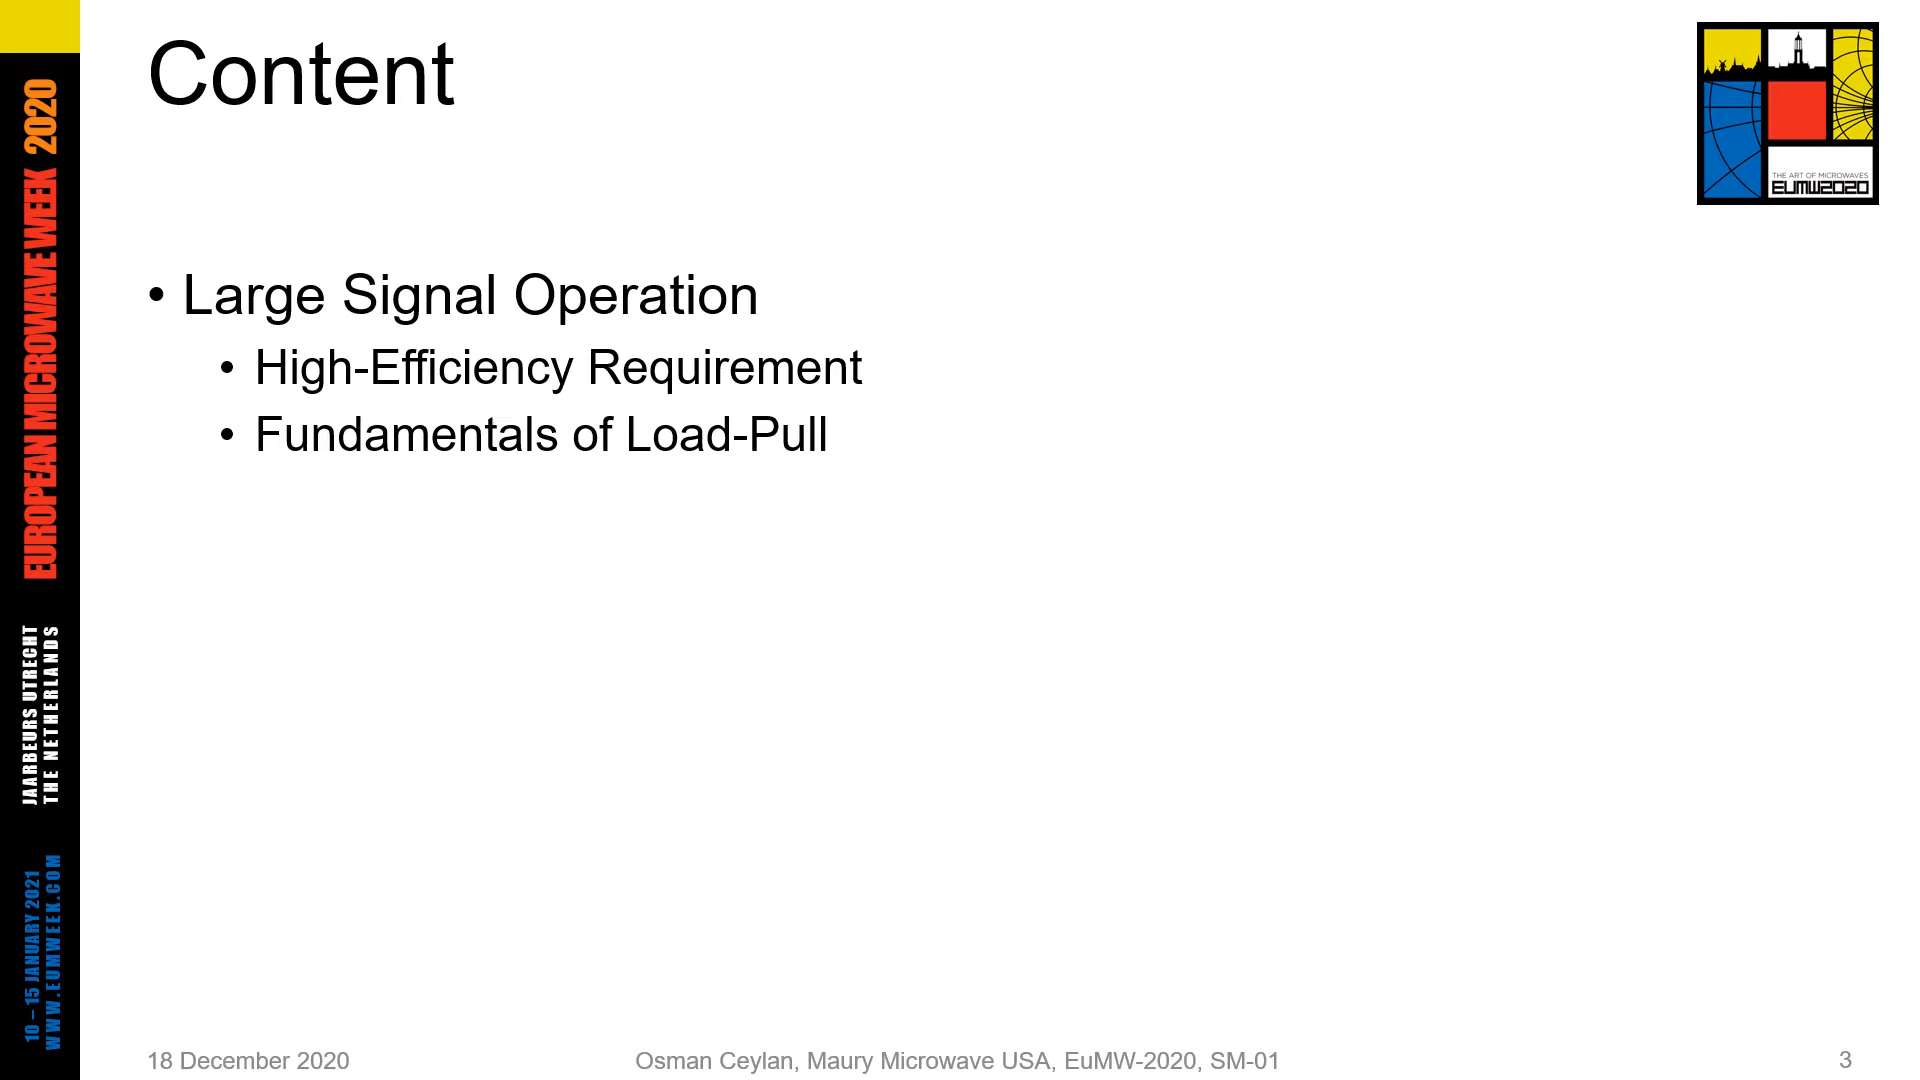 Content
THE ART OF MICROWAVES
EUMW2020
• Large Signal Operation
• High-Efficiency Requirement
• Fundamentals of Load-Pull
EUROPEAN MICROWAVE WEEK 2020
JAARBEURS UTRECHT
THE NETHERLANDS
10 – 15 JANUARY 2021
WWW.EUMWEEK.COM
18 December 2020
Osman Ceylan, Maury Microwave USA, EuMW-2020, SM-01
3